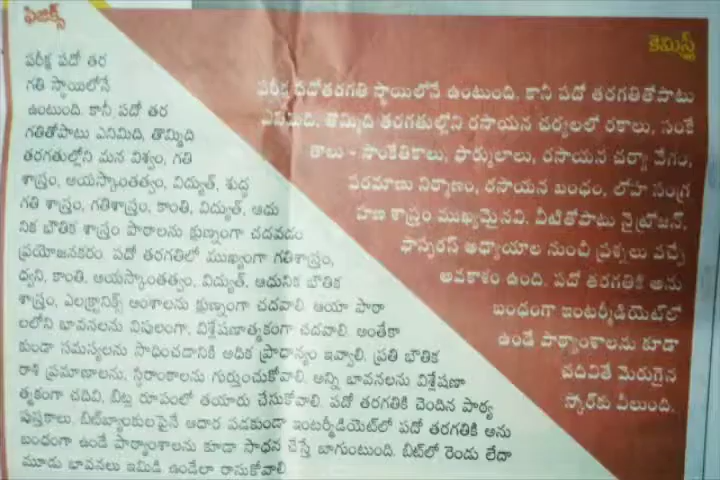 ఫిజిక్స్
పరీక్ష పదో తర
గతి స్థాయిలోనే
ఉంటుంది. కానీ పదో తర
గతితోపాటు ఎనిమిది, తొమ్మిది
తరగతుల్లోని మన విశ్వం, గతి
శాస్త్రం, అయస్కాంతత్వం, విద్యుత్, శుద్ధ
గతి శాస్త్రం, గతిశాస్త్రం, కాంతి, విద్యుత్, ఆధు
నిక భౌతిక శాస్త్రం పాఠాలను క్షుణ్నంగా చదవడం
ప్రయోజనకరం. పదో తరగతిలో ముఖ్యంగా గతిశాస్త్రం,
ధ్వని, కాంతి, అయస్కాంతత్వం, విద్యుత్, ఆధునిక భౌతిక
శాస్త్రం, ఎలక్ట్రానిక్స్ అంశాలను క్షుణ్నంగా చదవాలి. ఆయా పాఠా
లలోని భావనలను విపులంగా, విశ్లేషణాత్మకంగా చదవాలి. అంతేకా
కుండా సమస్యలను సాధించడానికి అధిక ప్రాధాన్యం ఇవ్వాలి. ప్రతి భౌతిక
రాశి ప్రమాణాలను, స్థిరాంకాలను గుర్తుంచుకోవాలి. అన్ని భావనలను విశ్లేషణా
త్మకంగా చదివి, బిట్ల రూపంలో తయారు చేసుకోవాలి. పదో తరగతికి చెందిన పాఠ్య
పుస్తకాలు, బిట్‌బ్యాంకులపైనే ఆధార పడకుండా ఇంటర్మీడియెట్‌లో పదో తరగతికి అను
బంధంగా ఉండే పాఠ్యాంశాలను కూడా సాధన చేస్తే బాగుంటుంది. బిట్‌లో రెండు లేదా
మూడు భావనలు ఇమిడి ఉండేలా రాసుకోవాలి
కెమిస్ట్రీ
పరీక్ష పదోతరగతి స్థాయిలోనే ఉంటుంది. కానీ పదో తరగతితోపాటు
ఎనిమిది, తొమ్మిది తరగతుల్లోని రసాయన చర్యలలో రకాలు, సంకే
తాలు - సాంకేతికాలు, ఫార్ములాలు, రసాయన చర్యా వేగం,
పరమాణు నిర్మాణం, రసాయన బంధం, లోహ సంగ్ర
హణ శాస్త్రం ముఖ్యమైనవి. వీటితోపాటు నైట్రోజన్,
ఫాస్ఫరస్ అధ్యాయాల నుంచీ ప్రశ్నలు వచ్చే
అవకాశం ఉంది. పదో తరగతికి అను
బంధంగా ఇంటర్మీడియెట్‌లో
ఉండే పాఠ్యాంశాలను కూడా
చదివితే మెరుగైన
స్కోర్‌కు వీలుంది.